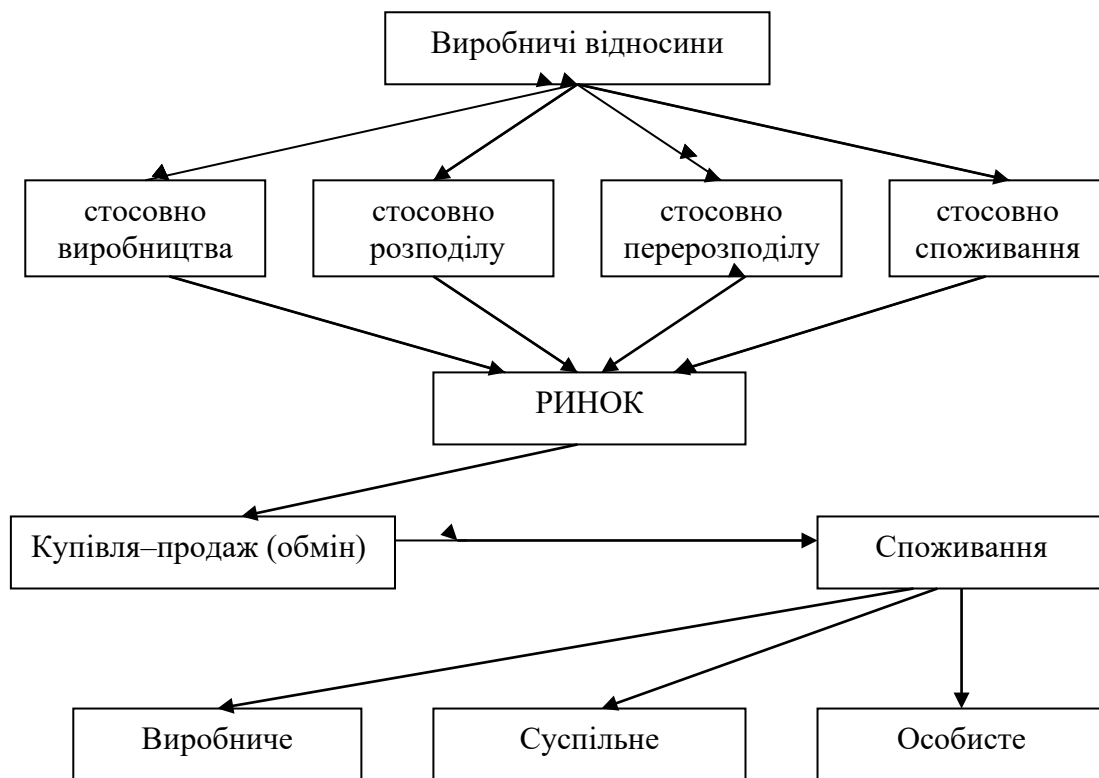 Виробничі відносини
стосовно
виробництва
стосовно
розподілу
стосовно
перерозподілу
стосовно
споживання
РИНОК
Купівля–продаж (обмін)
Споживання
Виробниче
Суспільне
Особисте